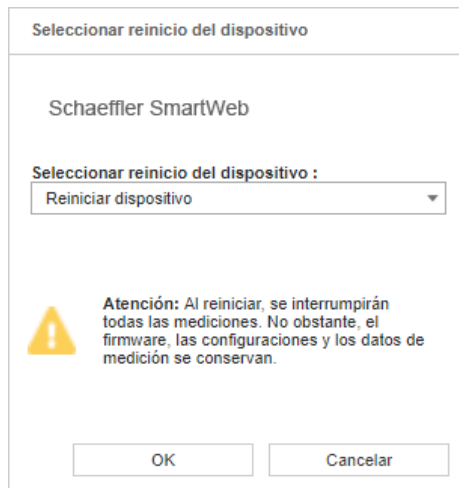 Seleccionar reinicio del dispositivo
Schaeffler SmartWeb
Seleccionar reinicio del dispositivo :
Reiniciar dispositivo
Atención: Al reiniciar, se interrumpirán
todas las mediciones. No obstante, el
firmware, las configuraciones y los datos de
medición se conservan.
OK
Cancelar